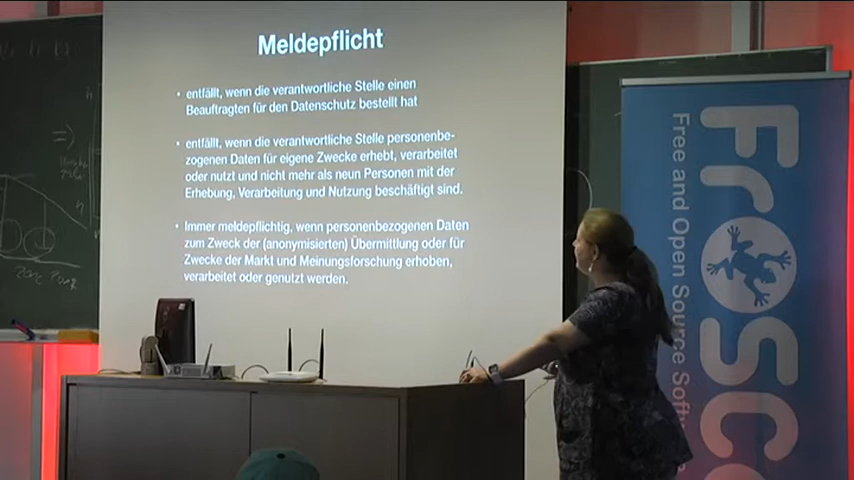 Meldepflicht
• entfällt, wenn die verantwortliche Stelle einen
Beauftragten für den Datenschutz bestellt hat
• entfällt, wenn die verantwortliche Stelle personenbe-
zogenen Daten für eigene Zwecke erhebt, verarbeitet
oder nutzt und nicht mehr als neun Personen mit der
Erhebung, Verarbeitung und Nutzung beschäftigt sind.
• Immer meldepflichtig, wenn personenbezogenen Daten
zum Zweck der (anonymisierten) Übermittlung oder für
Zwecke der Markt und Meinungsforschung erhoben,
verarbeitet oder genutzt werden.
FrOSC
Free and Open Source Softw